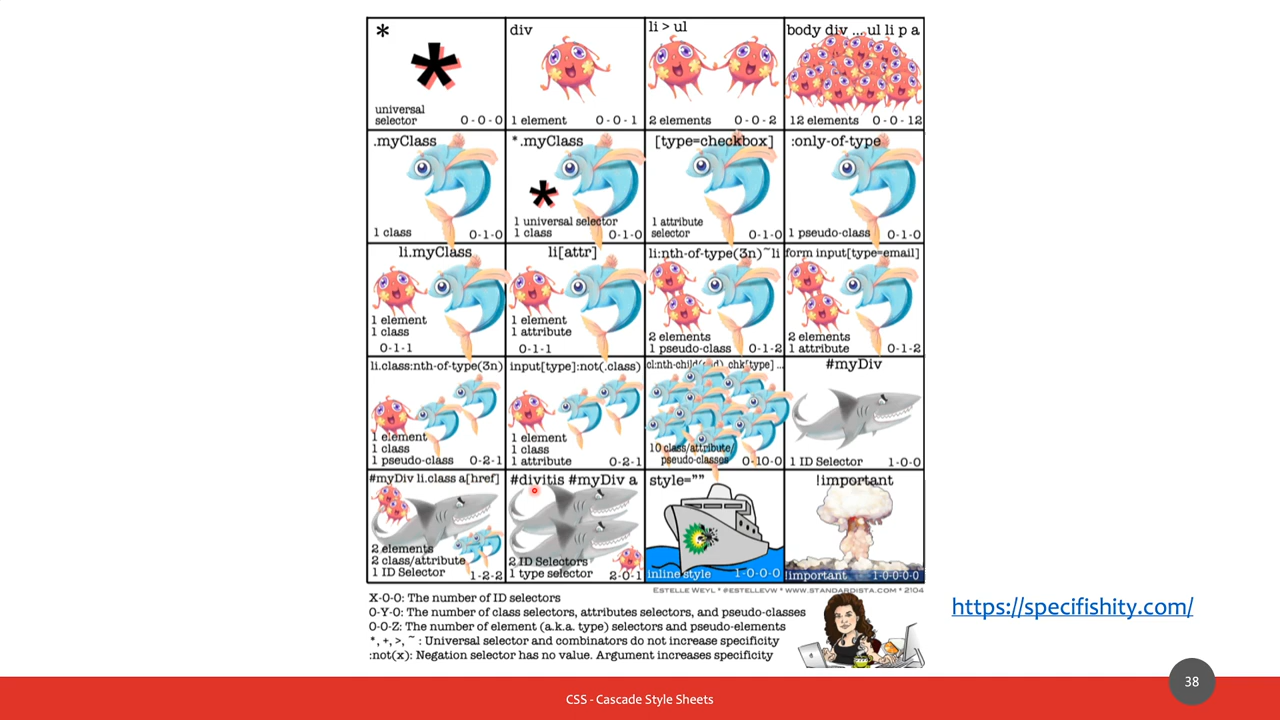 *
universal
selector 0-0-0
div
1 element 0-0-1
li > ul
2 elements 0-0-2
body div ... ul li p a
12 elements 0-0-12
.myClass
1 class 0-1-0
*.myClass
*
1 universal selector
1 class 0-1-0
[type=checkbox]
1 attribute
selector 0-1-0
:only-of-type
1 pseudo-class 0-1-0
li.myClass
1 element
1 class
0-1-1
li[attr]
1 element
1 attribute
0-1-1
li:nth-of-type(3n)~li
2 elements
1 pseudo-class 0-1-2
form input[type=email]
2 elements
1 attribute 0-1-2
li.class:nth-of-type(3n)
1 element
1 class
1 pseudo-class 0-2-1
input[type]:not(.class)
1 element
1 class
1 attribute 0-2-1
chk[type] ...
10 class/attribute/
pseudo-classes 0-10-0
#myDiv
1 ID Selector 1-0-0
#myDiv li.class a[href]
2 elements
2 class/attribute
1 ID Selector 1-2-2
#divitis #myDiv a
2 ID Selectors
1 type selector 2-0-1
style=""
inline style 1-0-0-0
!important
!important 1-0-0-0-0
Estelle Weyl * @estellevw * www.standardista.com * 2104
X-0-0: The number of ID selectors
0-Y-0: The number of class selectors, attributes selectors, and pseudo-classes
0-0-Z: The number of element (a.k.a. type) selectors and pseudo-elements
*, +, >, ~ : Universal selector and combinators do not increase specificity
:not(x): Negation selector has no value. Argument increases specificity
https://specifishity.com/
38
CSS - Cascade Style Sheets